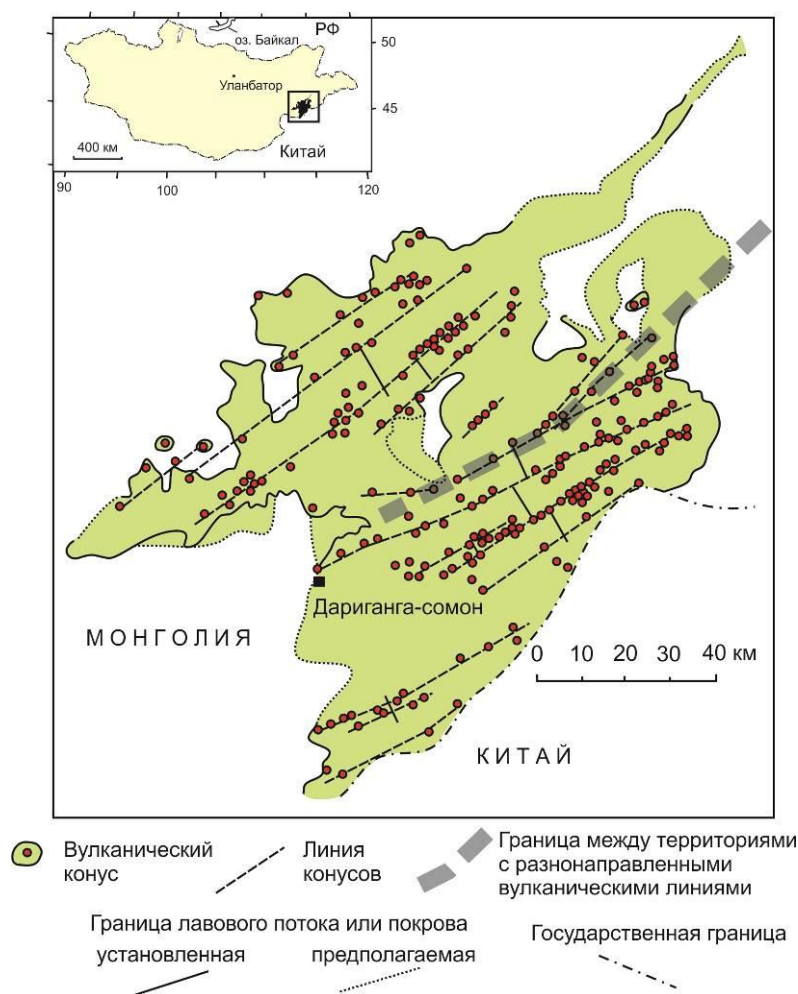 РФ
оз. Байкал
50
Уланбатор
45
400 км
Китай
90
100
110
120
Дариганга-сомон
МОНГОЛИЯ
0 10 20 30 40 км
КИТАЙ
Вулканический
конус
Линия
конусов
Граница между территориями
с разнонаправленными
вулканическими линиями
Граница лавового потока или покрова
установленная
предполагаемая
Государственная граница